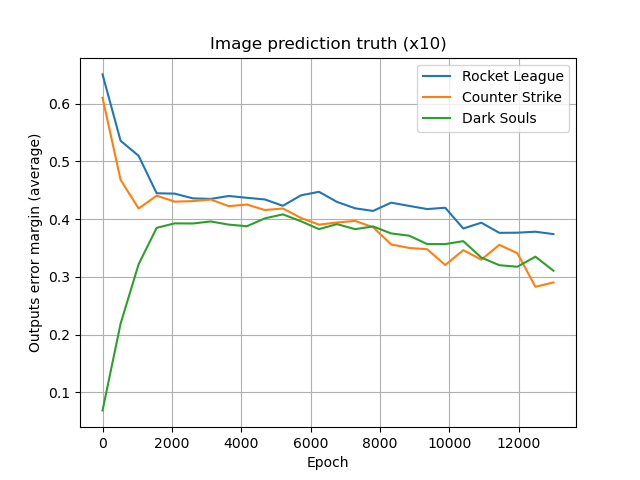 Image prediction truth (x10)
Rocket League
Counter Strike
Dark Souls
Outputs error margin (average)
0.6
0.5
0.4
0.3
0.2
0.1
0 2000 4000 6000 8000 10000 12000
Epoch